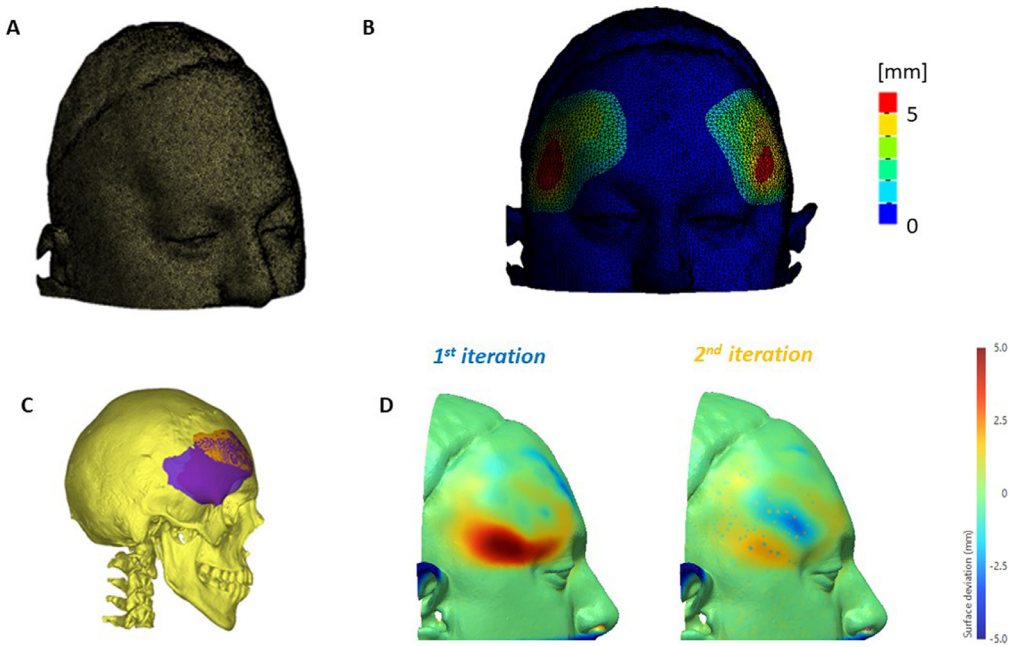 A
B
[mm]
5
0
1st iteration
2nd iteration
C
D
5.0
2.5
0
-2.5
-5.0
Surface deviation (mm)